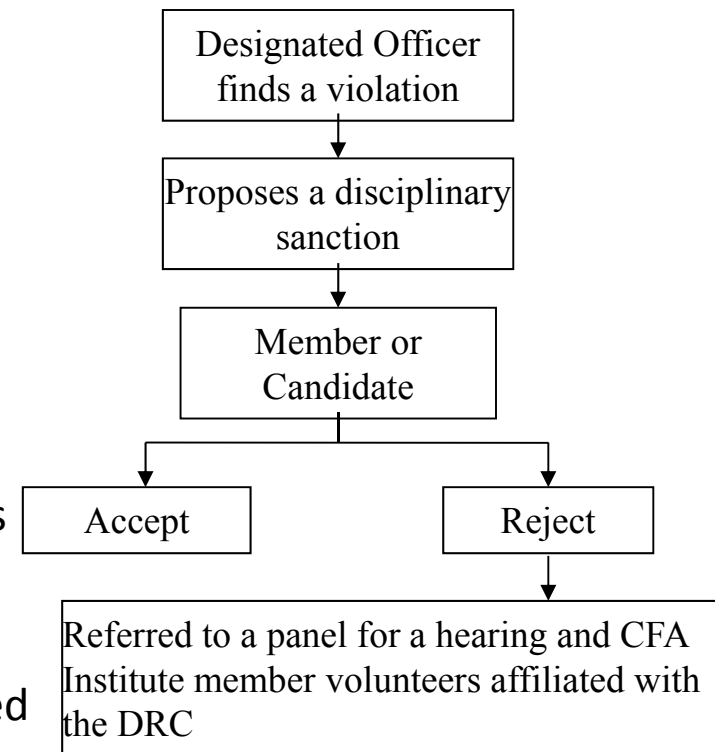 Designated Officer
finds a violation
Proposes a disciplinary
sanction
Member or
Candidate
Accept
Reject
Referred to a panel for a hearing and CFA
Institute member volunteers affiliated with
the DRC